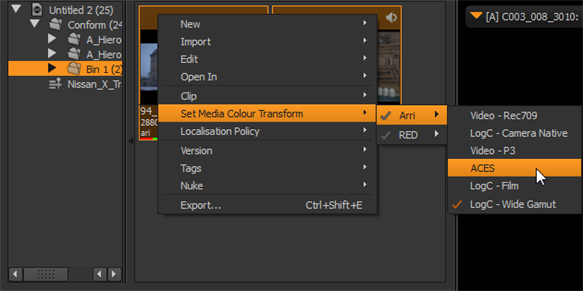 Untitled 2 (25)
Conform (24
A_Hiero
A_Hiero
Bin 1 (2)
Nissan_X_Tr
94_
2880
ari
New
Import
Edit
Open In
Clip
Set Media Colour Transform
Localisation Policy
Version
Tags
Nuke
Export... Ctrl+Shift+E
Arri
RED
Video - Rec709
LogC - Camera Native
Video - P3
ACES
LogC - Film
LogC - Wide Gamut
[A] C003_008_3010: